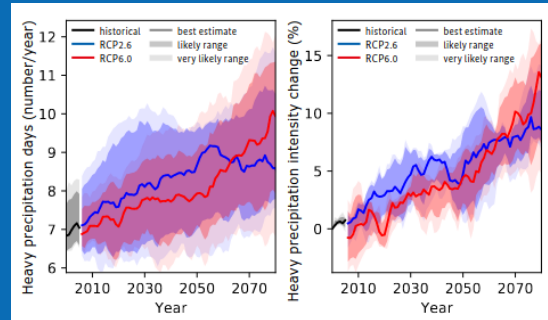 Heavy precipitation days (number/year)
12
11
10
9
8
7
6
historical
RCP2.6
RCP6.0
best estimate
likely range
very likely range
2010
2030
2050
2070
Year
Heavy precipitation intensity change (%)
15
10
5
0
historical
RCP2.6
RCP6.0
best estimate
likely range
very likely range
2010
2030
2050
2070
Year